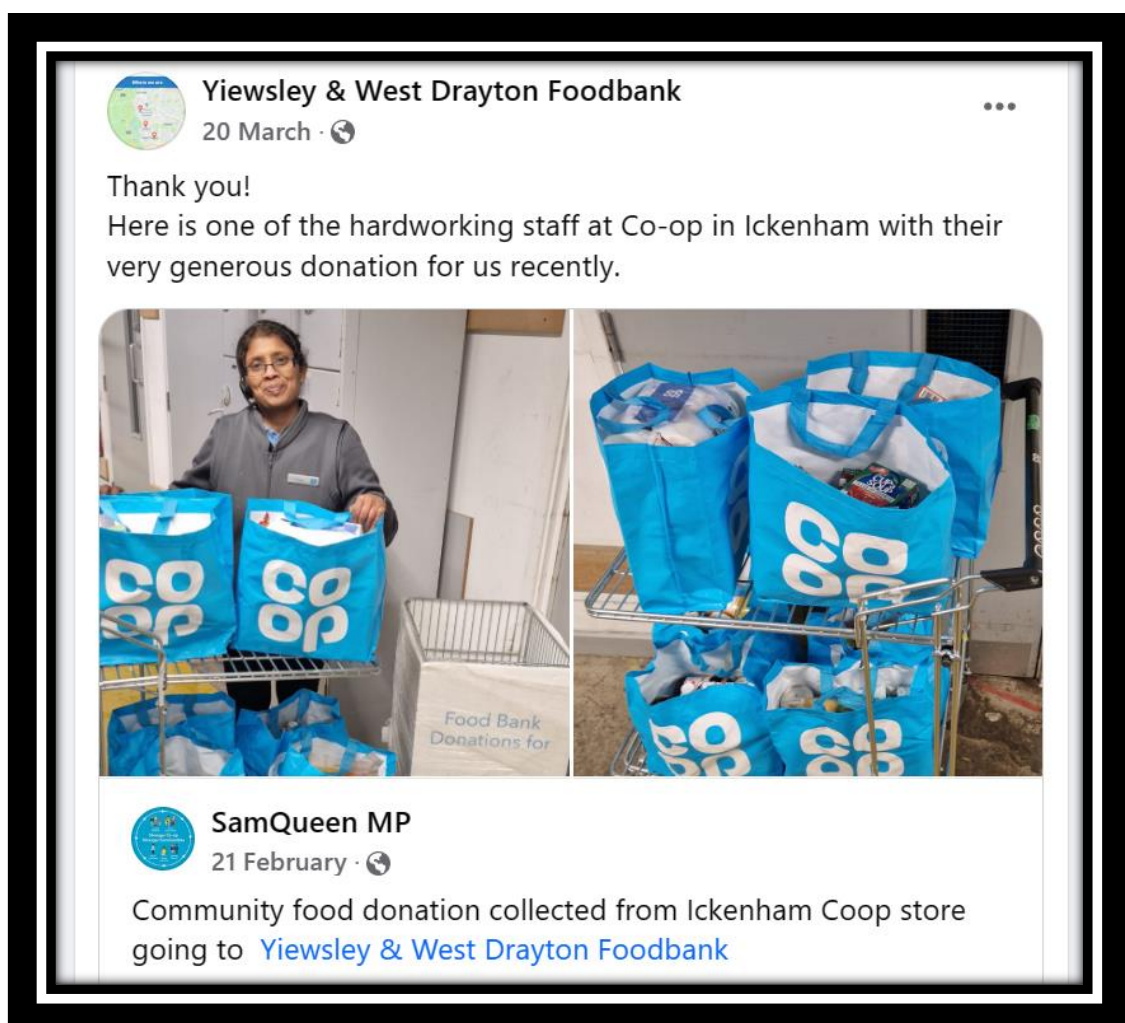 Yiewsley & West Drayton Foodbank
20 March ·
Thank you!
Here is one of the hardworking staff at Co-op in Ickenham with their
very generous donation for us recently.
CO
OP
CO
OP
Food Bank
Donations for
CO
OP
CO
OP
CO
OP
CO
OP
SamQueen MP
21 February ·
Community food donation collected from Ickenham Coop store
going to Yiewsley & West Drayton Foodbank